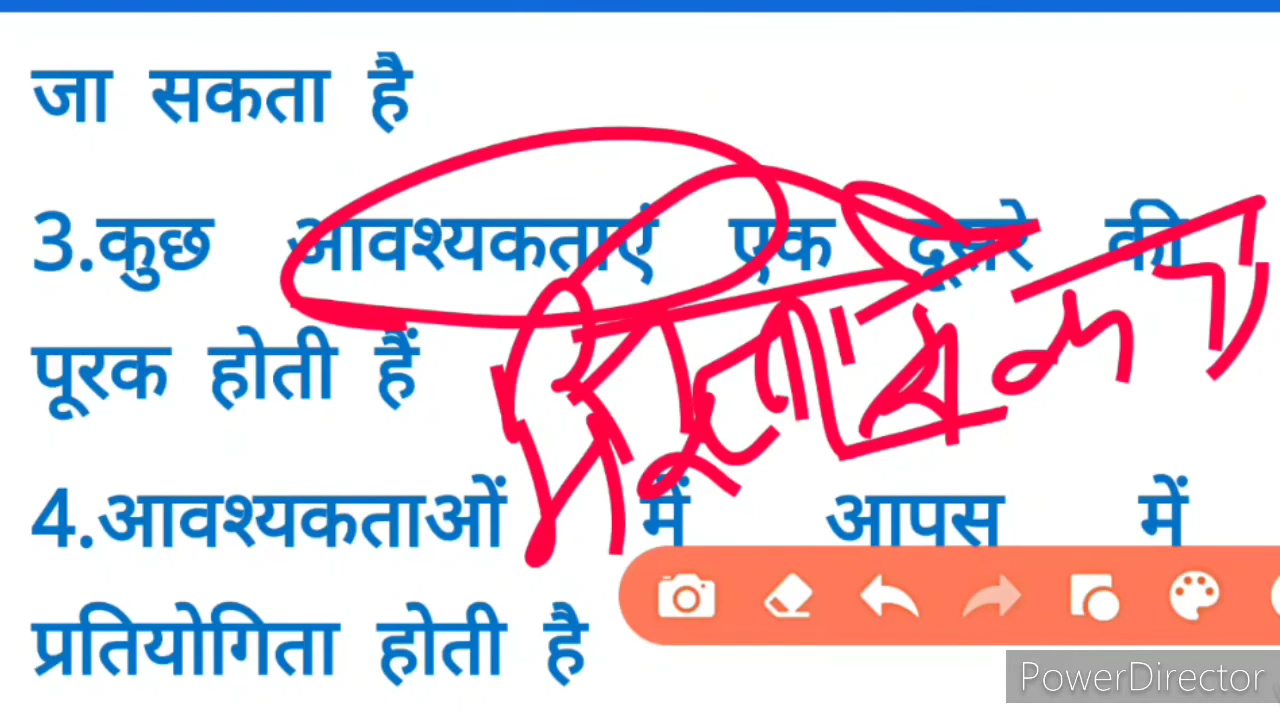 जा सकता है
3.कुछ आवश्यकताएं एक दूसरे की
पूरक होती हैं
4.आवश्यकताओं में आपस में
प्रतियोगिता होती है
PowerDirector